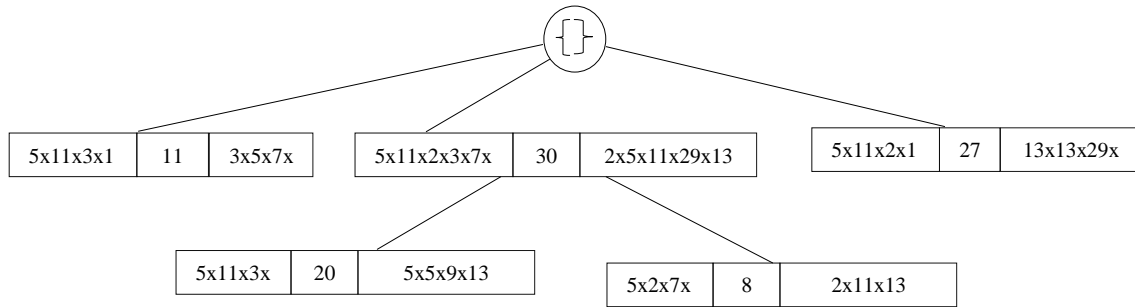 { }
5x11x3x1 11 3x5x7x
5x11x2x3x7x 30 2x5x11x29x13
5x11x2x1 27 13x13x29x
5x11x3x 20 5x5x9x13
5x2x7x 8 2x11x13